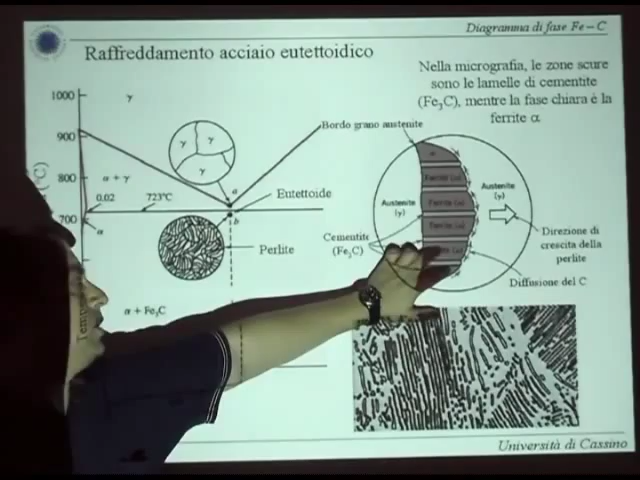 Diagramma di fase Fe – C
Raffreddamento acciaio eutettoidico
Nella micrografia, le zone scure
sono le lamelle di cementite
(Fe3C), mentre la fase chiara è la
ferrite α
1000
γ
Bordo grano austenite
900
γ
γ
γ
800
α + γ
a
Austenite
(γ)
Ferrite (α)
Austenite
(γ)
0.02
723°C
Eutettoide
Ferrite (α)
700
b
α
Ferrite (α)
Cementite
(Fe3C)
Perlite
Direzione di
crescita della
perlite
Diffusione del C
α + Fe3C
Università di Cassino